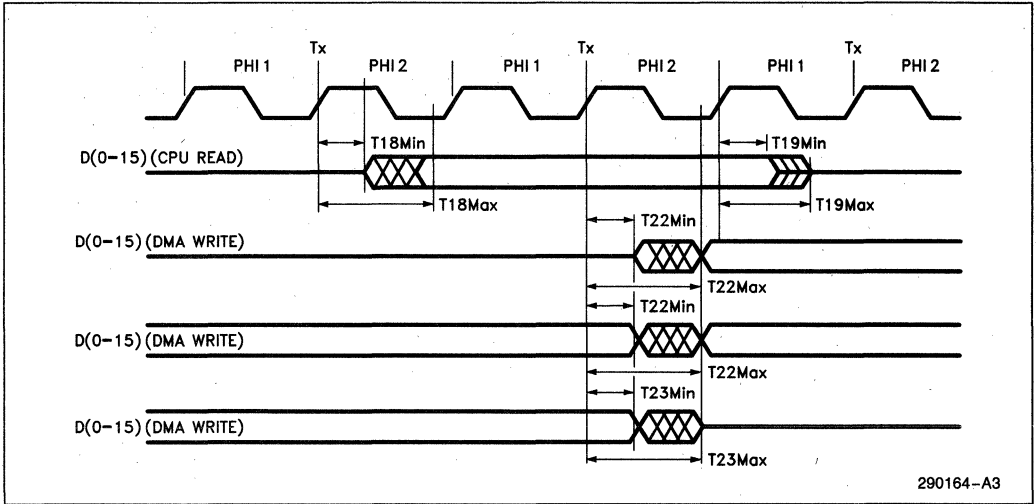 Tx Tx Tx
PHI 1 PHI 2 PHI 1 PHI 2 PHI 1 PHI 2
T18Min T19Min
D(0-15)(CPU READ)
T18Max T19Max
T22Min
D(0-15)(DMA WRITE)
T22Max
T22Min
D(0-15)(DMA WRITE)
T22Max
T23Min
D(0-15)(DMA WRITE)
T23Max
290164-A3